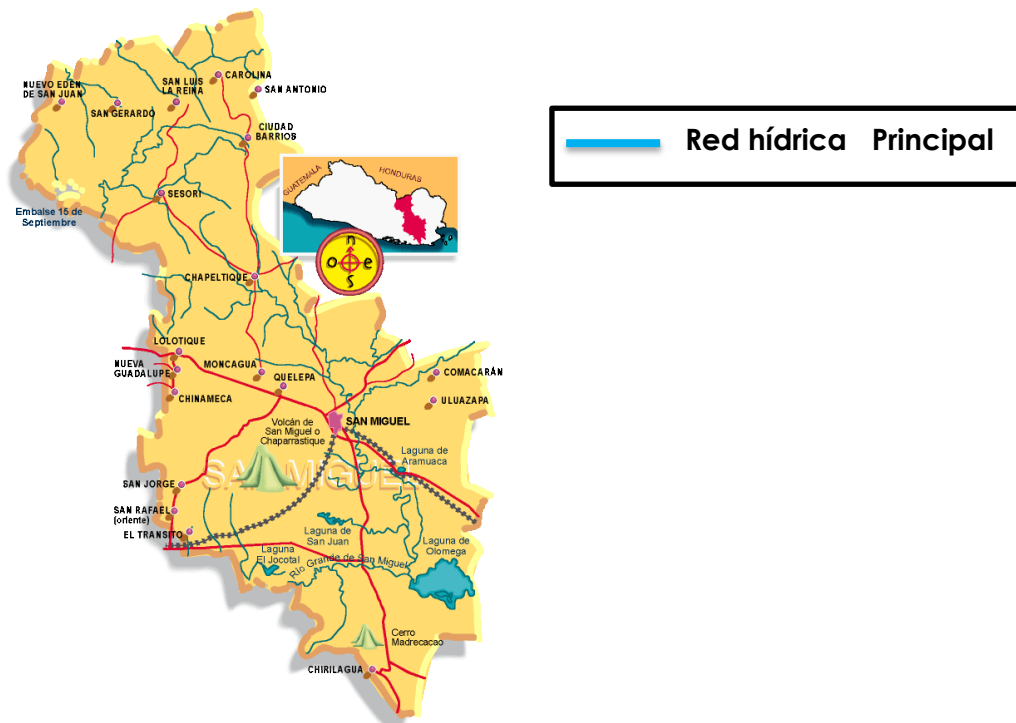 CAROLINA
NUEVO EDEN
DE SAN JUAN
SAN LUIS
LA REINA
SAN ANTONIO
SAN GERARDO
CIUDAD
BARRIOS
Red hídrica Principal
GUATEMALA
HONDURAS
SESORI
Embalse 15 de
Septiembre
n
o e
s
CHAPELTIQUE
LOLOTIQUE
NUEVA
GUADALUPE
MONCAGUA
QUELEPA
COMACARÁN
CHINAMECA
ULUAZAPA
Volcán de
San Miguel o
Chaparrastique
SAN MIGUEL
Laguna de
Aramuaca
SAN MIGUEL
SAN JORGE
SAN RAFAEL
(oriente)
EL TRANSITO
Laguna de
San Juan
Laguna de
Olomega
Laguna
El Jocotal
Río Grande de San Miguel
Cerro
Madrecacao
CHIRILAGUA